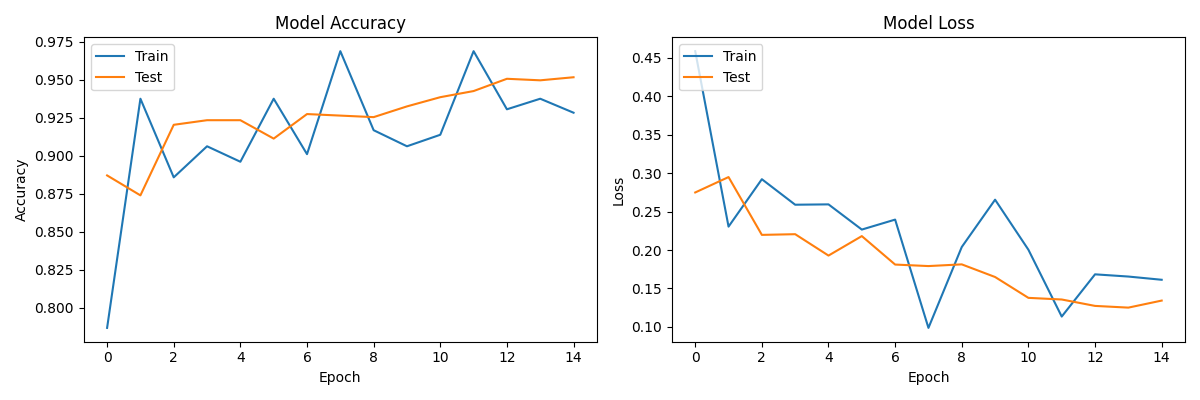 Model Accuracy
Train
Test
0.975
0.950
0.925
0.900
0.875
0.850
0.825
0.800
Accuracy
0 2 4 6 8 10 12 14
Epoch
Model Loss
Train
Test
0.45
0.40
0.35
0.30
0.25
0.20
0.15
0.10
Loss
0 2 4 6 8 10 12 14
Epoch